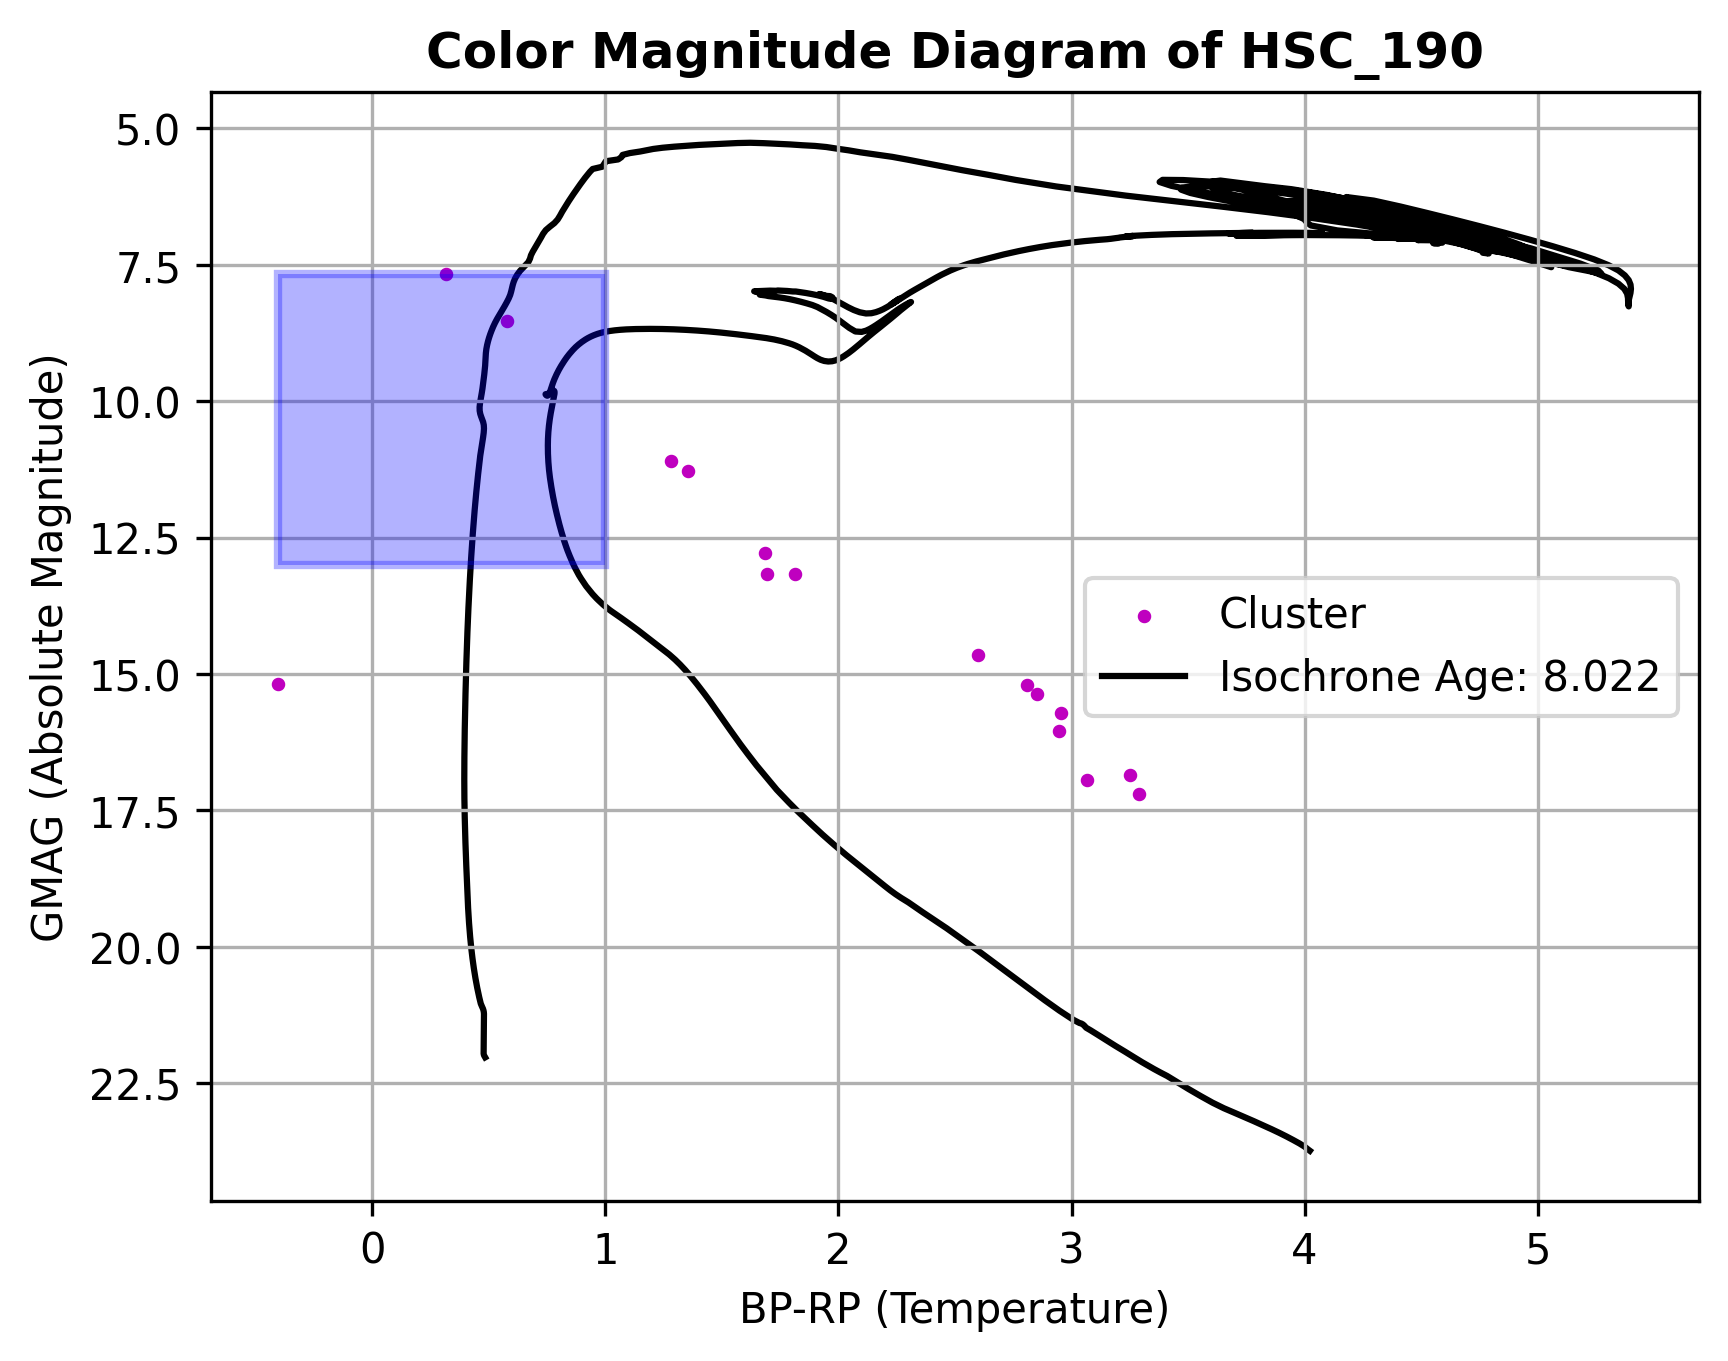 Color Magnitude Diagram of HSC_190
GMAG (Absolute Magnitude)
5.0
7.5
10.0
12.5
15.0
17.5
20.0
22.5
Cluster
Isochrone Age: 8.022
0 1 2 3 4 5
BP-RP (Temperature)